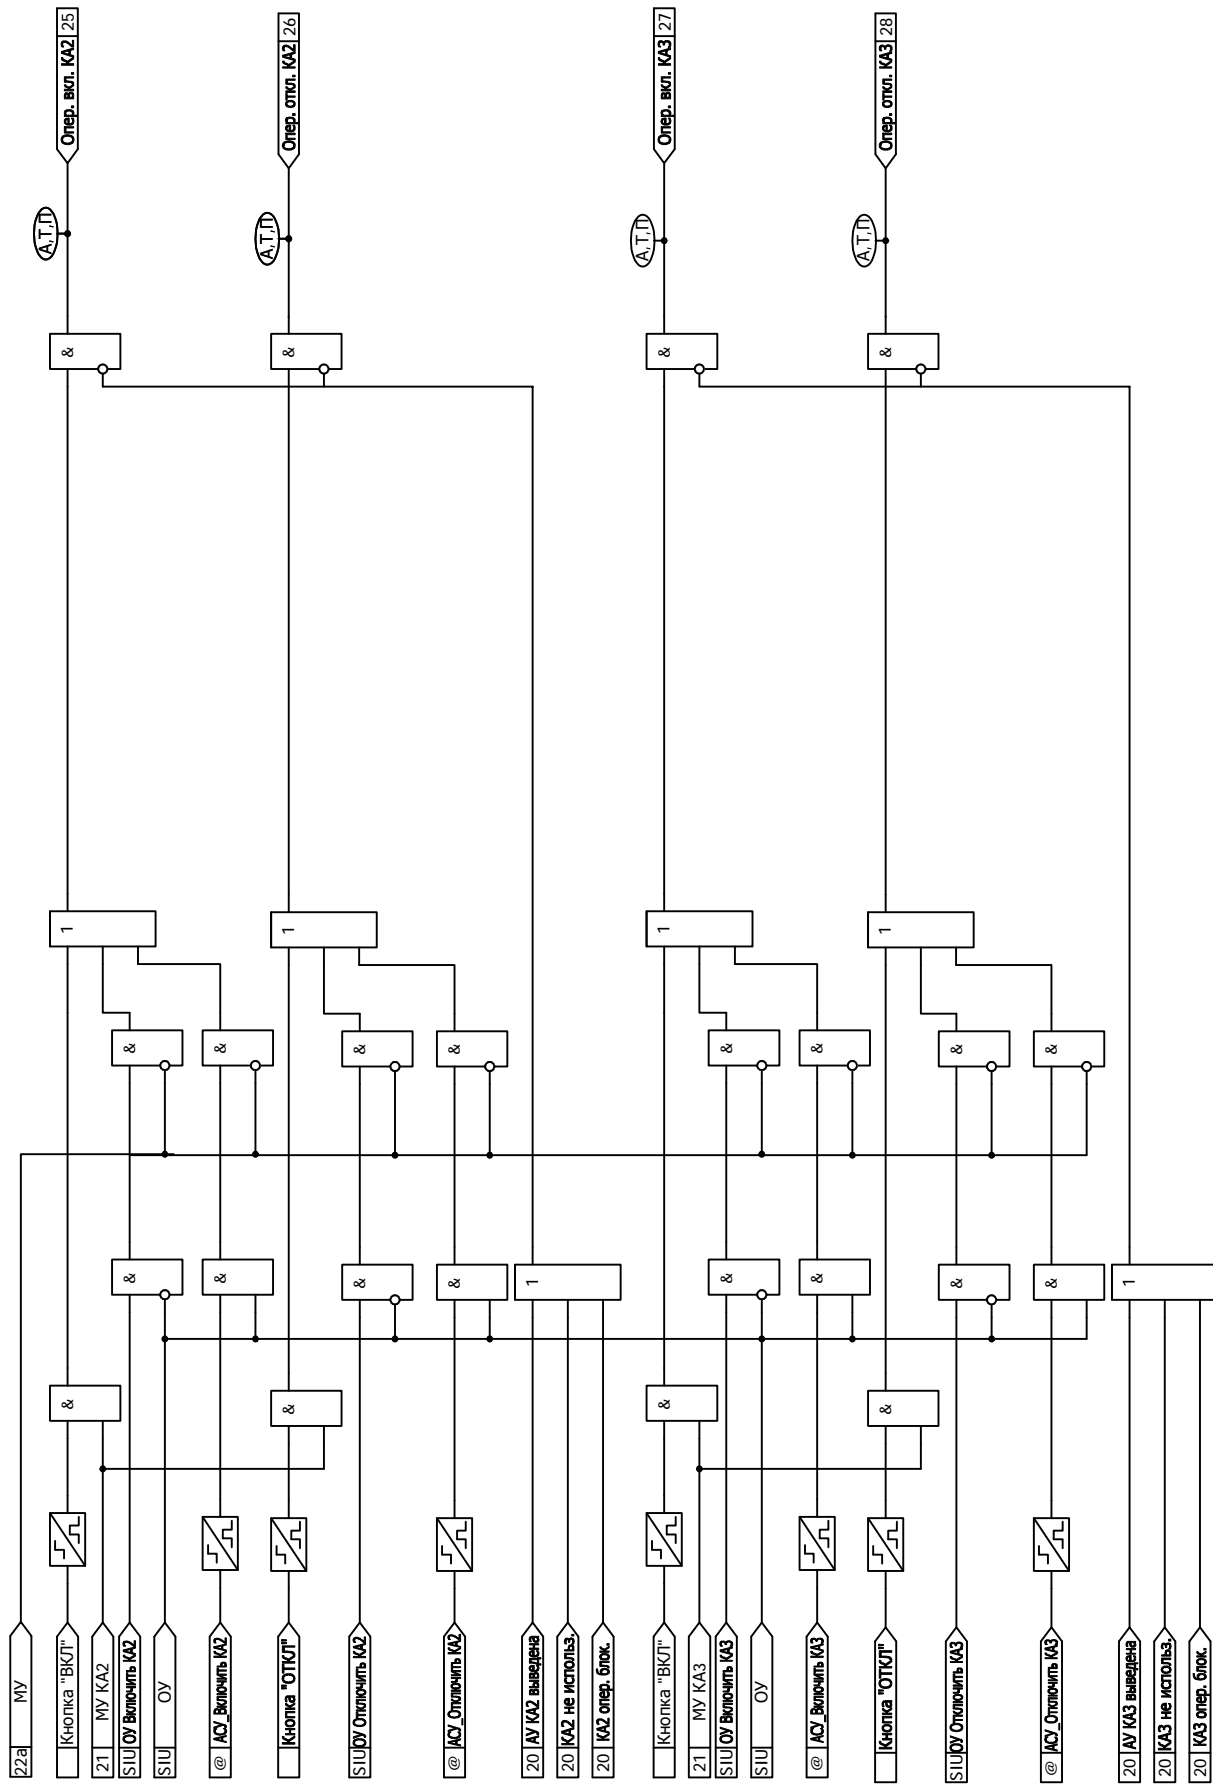 22а МУ
Кнопка "ВКЛ"
21 МУ КА2
SIU ОУ Включить КА2
SIU ОУ
@ АСУ_Включить КА2
Кнопка "ОТКЛ"
SIU ОУ Отключить КА2
@ АСУ_Отключить КА2
20 АУ КА2 выведена
20 КА2 не использ.
20 КА2 опер. блок.
Кнопка "ВКЛ"
21 МУ КА3
SIU ОУ Включить КА3
SIU ОУ
@ АСУ_Включить КА3
Кнопка "ОТКЛ"
SIU ОУ Отключить КА3
@ АСУ_Отключить КА3
20 АУ КА3 выведена
20 КА3 не использ.
20 КА3 опер. блок.
&
&
&
&
&
&
&
&
&
&
&
&
1
1
&
&
&
&
&
&
&
&
1
1
1
1
&
&
&
&
А,Т,П
А,Т,П
А,Т,П
А,Т,П
Опер. вкл. КА2 25
Опер. откл. КА2 26
Опер. вкл. КА3 27
Опер. откл. КА3 28